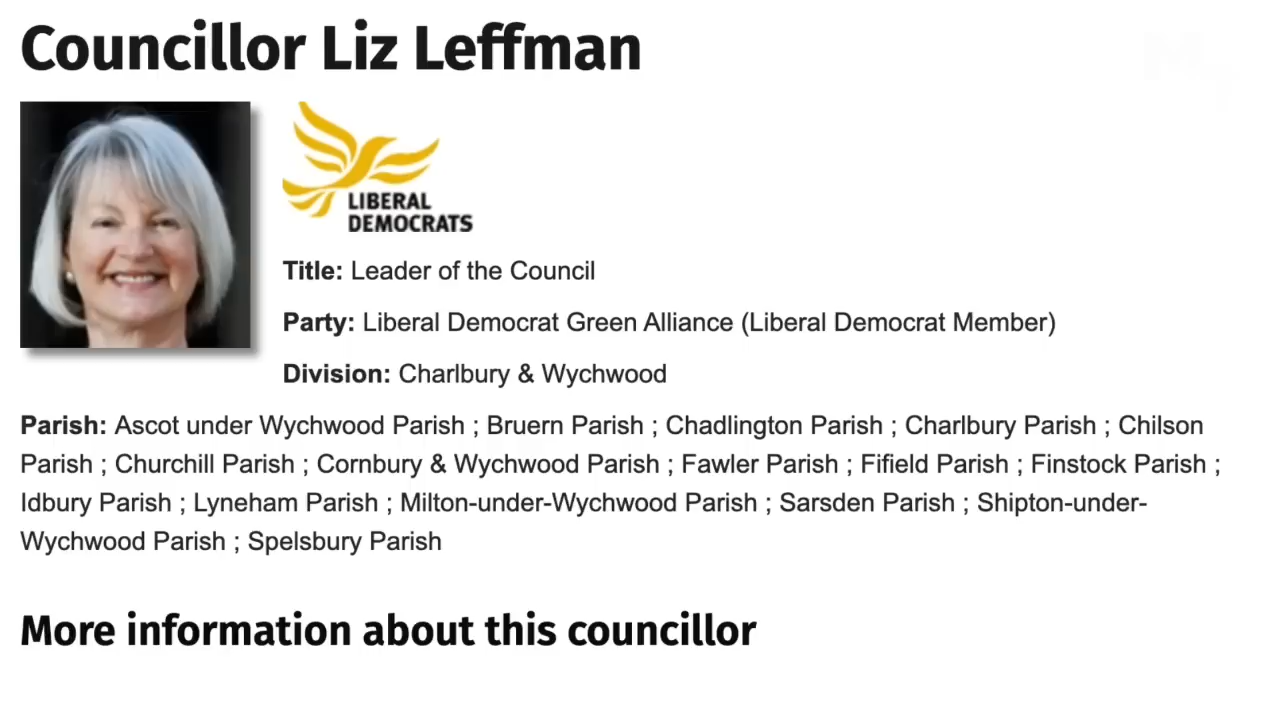 Councillor Liz Leffman
LIBERAL
DEMOCRATS
Title: Leader of the Council
Party: Liberal Democrat Green Alliance (Liberal Democrat Member)
Division: Charlbury & Wychwood
Parish: Ascot under Wychwood Parish ; Bruern Parish ; Chadlington Parish ; Charlbury Parish ; Chilson
Parish ; Churchill Parish ; Cornbury & Wychwood Parish ; Fawler Parish ; Fifield Parish ; Finstock Parish ;
Idbury Parish ; Lyneham Parish ; Milton-under-Wychwood Parish ; Sarsden Parish ; Shipton-under-
Wychwood Parish ; Spelsbury Parish
More information about this councillor